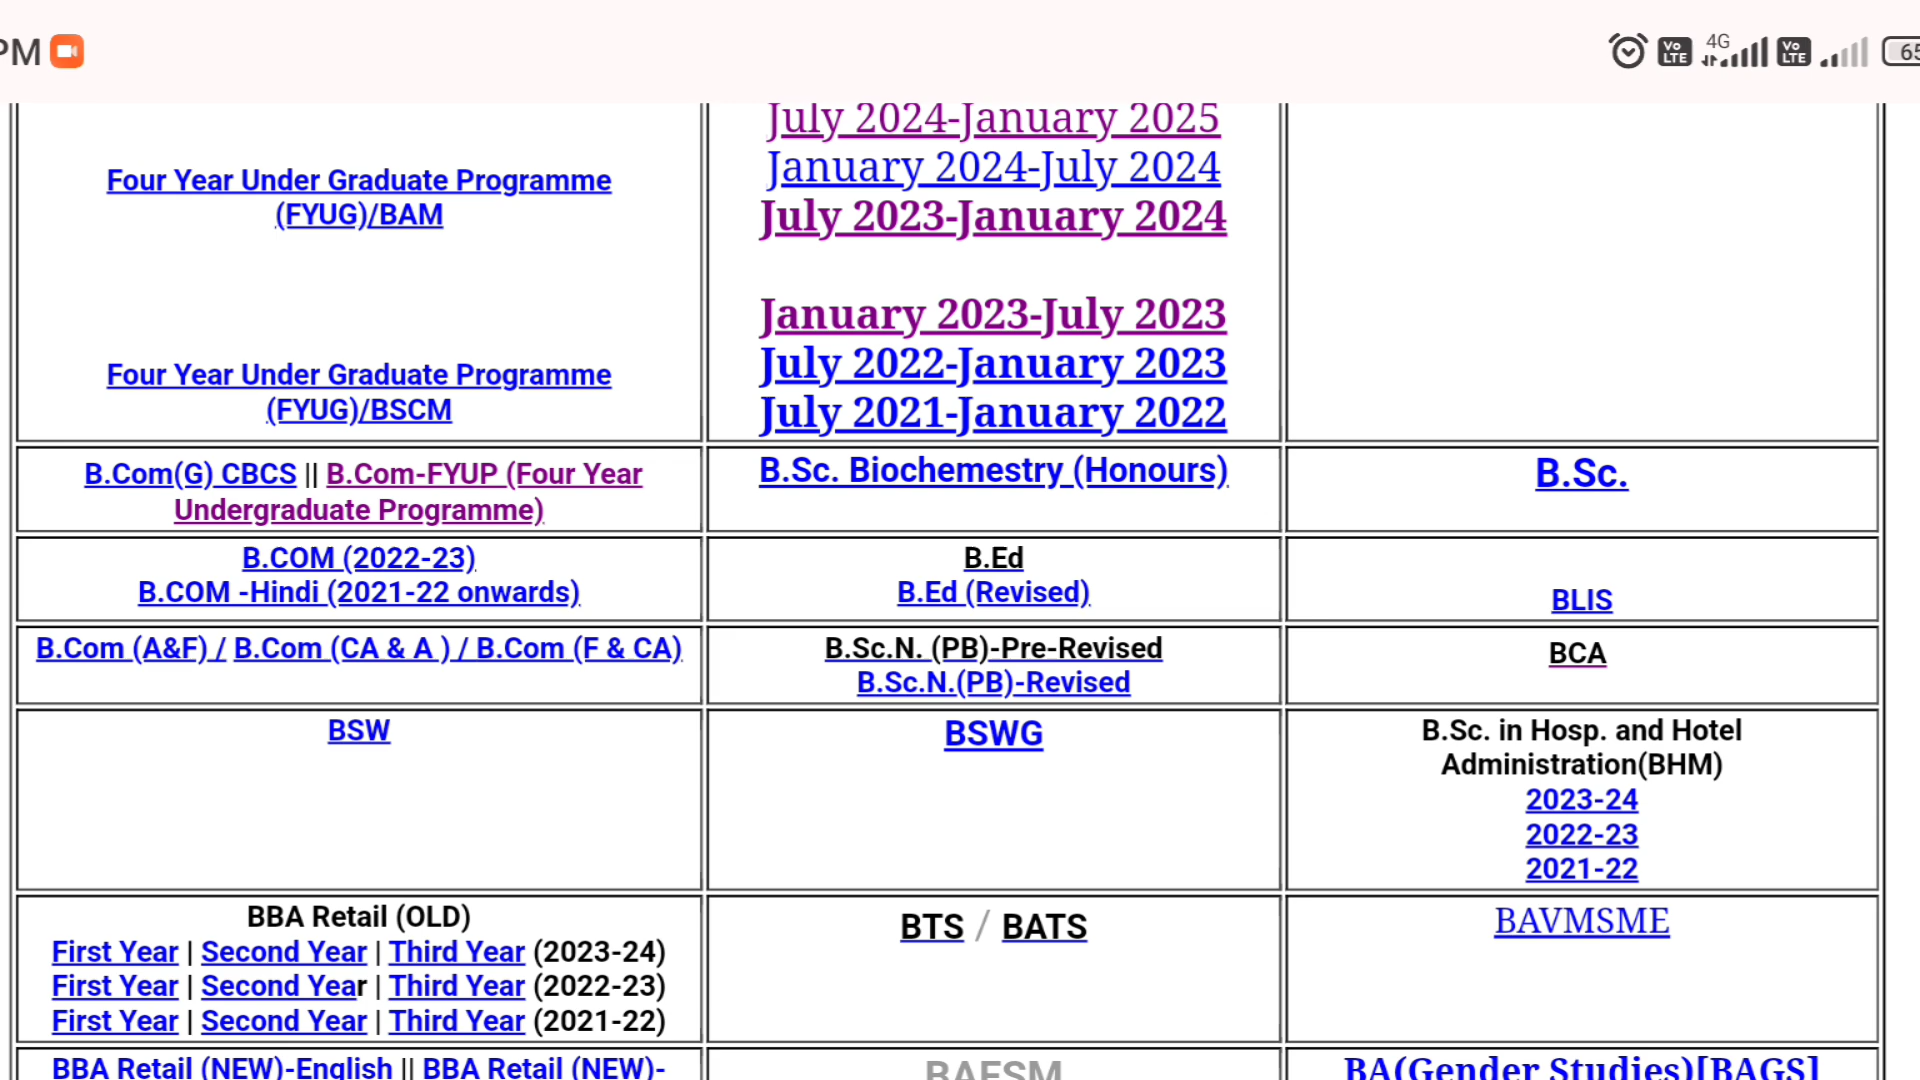 PM
4G
Vo
LTE
Vo
LTE
65
July 2024-January 2025
January 2024-July 2024
July 2023-January 2024
January 2023-July 2023
July 2022-January 2023
July 2021-January 2022
Four Year Under Graduate Programme
(FYUG)/BAM
Four Year Under Graduate Programme
(FYUG)/BSCM
B.Com(G) CBCS || B.Com-FYUP (Four Year
Undergraduate Programme)
B.Sc. Biochemestry (Honours)
B.Sc.
B.COM (2022-23)
B.COM -Hindi (2021-22 onwards)
B.Ed
B.Ed (Revised)
BLIS
B.Com (A&F) / B.Com (CA & A ) / B.Com (F & CA)
B.Sc.N. (PB)-Pre-Revised
B.Sc.N.(PB)-Revised
BCA
BSW
BSWG
B.Sc. in Hosp. and Hotel
Administration(BHM)
2023-24
2022-23
2021-22
BBA Retail (OLD)
First Year | Second Year | Third Year (2023-24)
First Year | Second Year | Third Year (2022-23)
First Year | Second Year | Third Year (2021-22)
BTS / BATS
BAVMSME
BBA Retail (NEW)-English || BBA Retail (NEW)-
BAFSM
BA(Gender Studies)[BAGS]